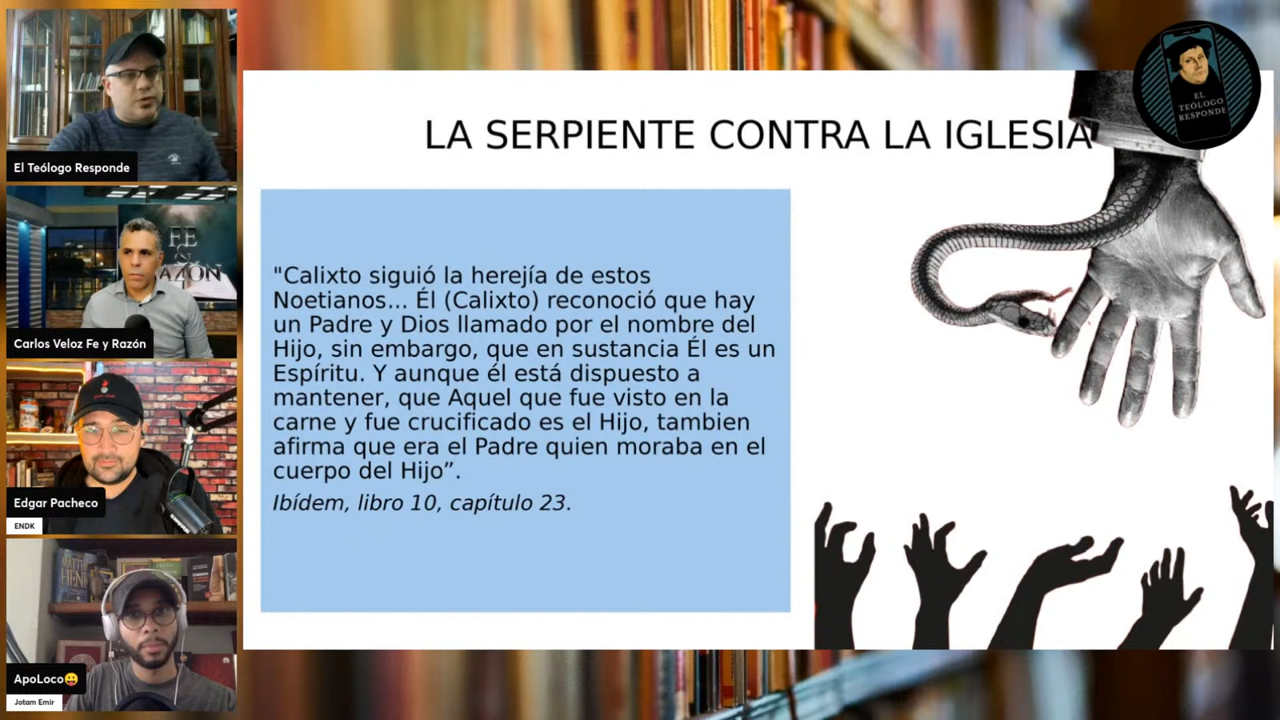 LA SERPIENTE CONTRA LA IGLESIA
"Calixto siguió la herejía de estos
Noetianos... Él (Calixto) reconoció que hay
un Padre y Dios llamado por el nombre del
Hijo, sin embargo, que en sustancia Él es un
Espíritu. Y aunque él está dispuesto a
mantener, que Aquel que fue visto en la
carne y fue crucificado es el Hijo, tambien
afirma que era el Padre quien moraba en el
cuerpo del Hijo”.
Ibídem, libro 10, capítulo 23.
EL
TEÓLOGO
RESPONDE
El Teólogo Responde
FE
&
RAZÓN
Carlos Veloz Fe y Razón
Edgar Pacheco
ENDK
MATTHEW
HENRY
ApoLoco😛
Jotam Emir